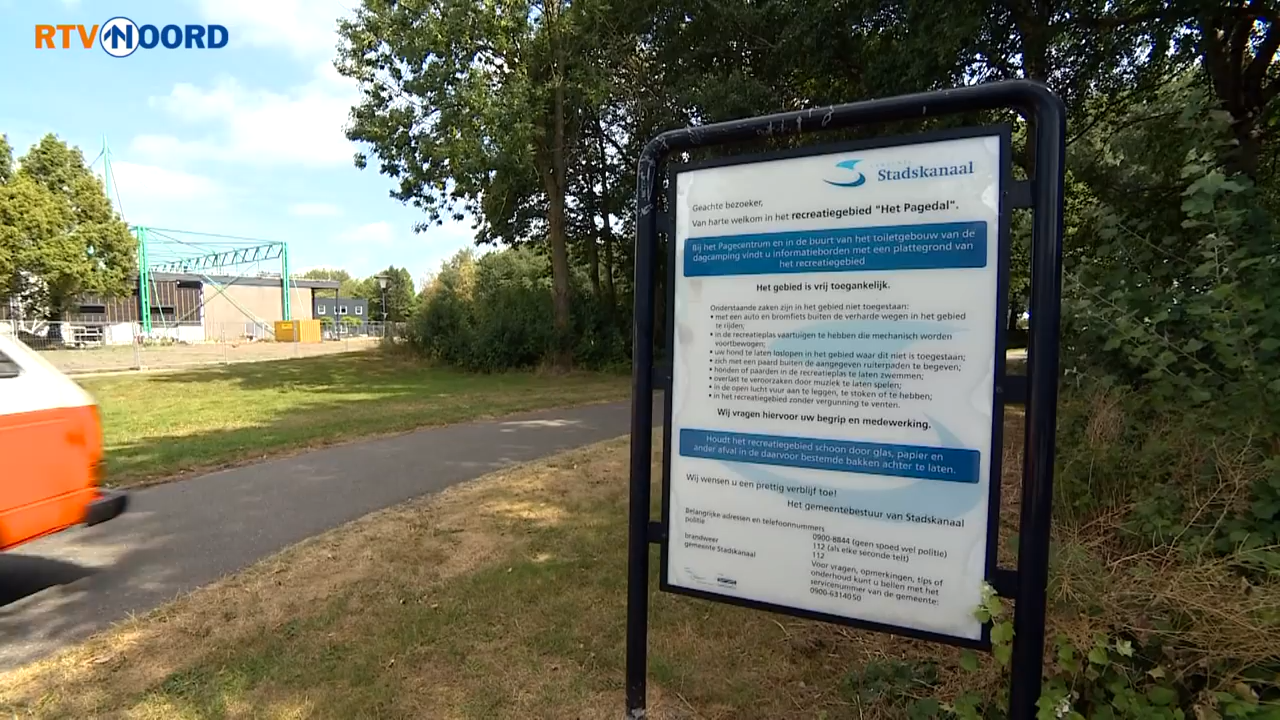 RTV NOORD
gemeente
Stadskanaal
Geachte bezoeker,
Van harte welkom in het recreatiegebied "Het Pagedal".
Bij het Pagecentrum en in de buurt van het toiletgebouw van de
dagcamping vindt u informatieborden met een plattegrond van
het recreatiegebied
Het gebied is vrij toegankelijk.
Onderstaande zaken zijn in het gebied niet toegestaan:
• met een auto en bromfiets buiten de verharde wegen in het gebied
te rijden;
• in de recreatieplas vaartuigen te hebben die mechanisch worden
voortbewogen;
• uw hond te laten loslopen in het gebied waar dit niet is toegestaan;
• zich met een paard buiten de aangegeven ruiterpaden te begeven;
• honden of paarden in de recreatieplas te laten zwemmen;
• overlast te veroorzaken door muziek te laten spelen;
• in de open lucht vuur aan te leggen, te stoken of te hebben;
• in het recreatiegebied zonder vergunning te venten.
Wij vragen hiervoor uw begrip en medewerking.
Houdt het recreatiegebied schoon door glas, papier en
ander afval in de daarvoor bestemde bakken achter te laten.
Wij wensen u een prettig verblijf toe!
Het gemeentebestuur van Stadskanaal
Belangrijke adressen en telefoonnummers
politie 0900-8844 (geen spoed wel politie)
112 (als elke seconde telt)
brandweer 112
gemeente Stadskanaal Voor vragen, opmerkingen, tips of
onderhoud kunt u bellen met het
servicenummer van de gemeente:
0900-6314050